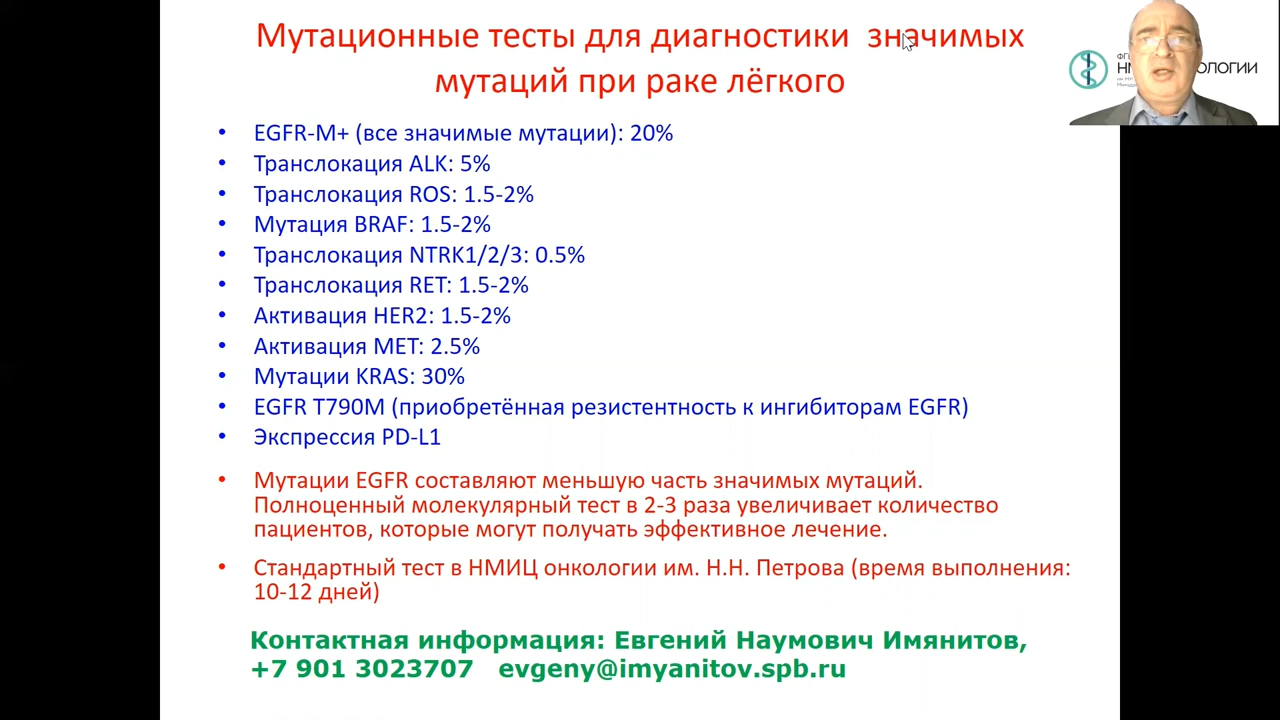 Мутационные тесты для диагностики значимых
мутаций при раке лёгкого
• EGFR-M+ (все значимые мутации): 20%
• Транслокация ALK: 5%
• Транслокация ROS: 1.5-2%
• Мутация BRAF: 1.5-2%
• Транслокация NTRK1/2/3: 0.5%
• Транслокация RET: 1.5-2%
• Активация HER2: 1.5-2%
• Активация MET: 2.5%
• Мутации KRAS: 30%
• EGFR T790M (приобретённая резистентность к ингибиторам EGFR)
• Экспрессия PD-L1
• Мутации EGFR составляют меньшую часть значимых мутаций.
Полноценный молекулярный тест в 2-3 раза увеличивает количество
пациентов, которые могут получать эффективное лечение.
• Стандартный тест в НМИЦ онкологии им. Н.Н. Петрова (время выполнения:
10-12 дней)
Контактная информация: Евгений Наумович Имянитов,
+7 901 3023707 evgeny@imyanitov.spb.ru